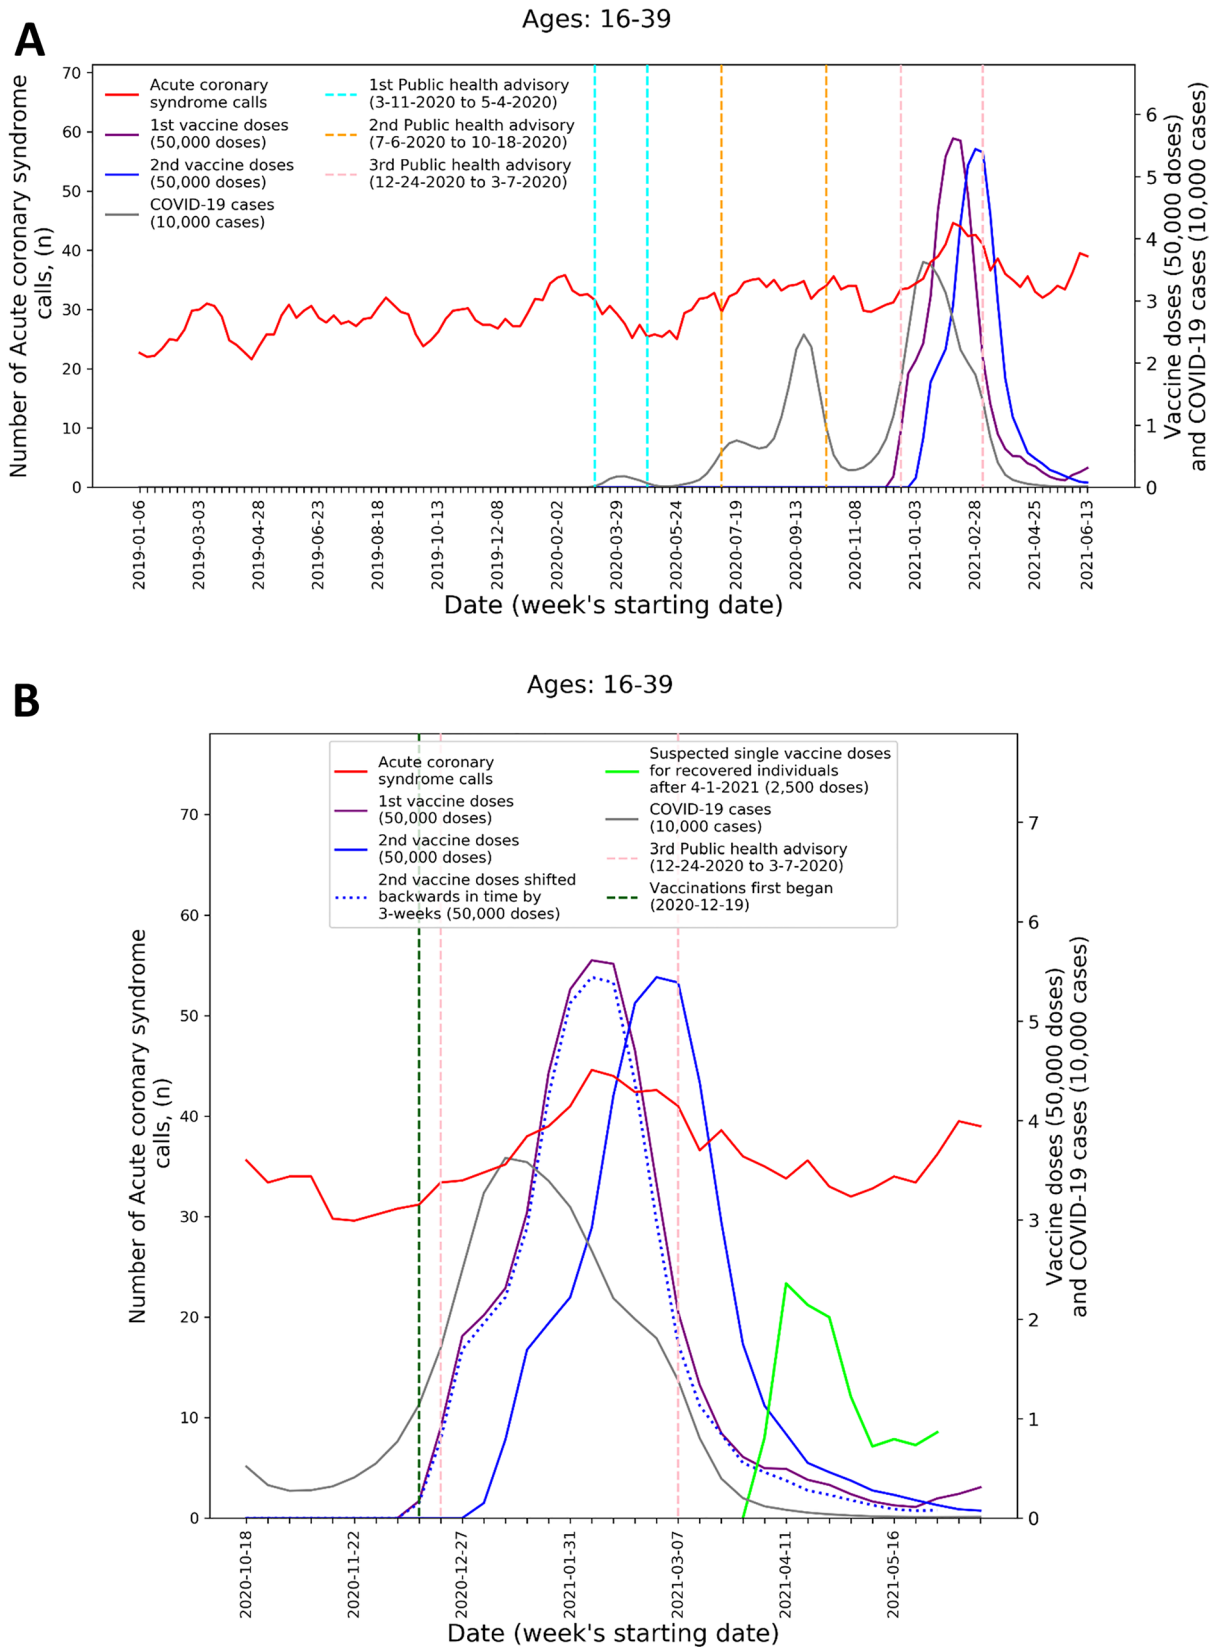 A
Ages: 16-39
Number of Acute coronary syndrome
calls, (n)
70
60
50
40
30
20
10
0
Acute coronary
syndrome calls
1st vaccine doses
(50,000 doses)
2nd vaccine doses
(50,000 doses)
COVID-19 cases
(10,000 cases)
1st Public health advisory
(3-11-2020 to 5-4-2020)
2nd Public health advisory
(7-6-2020 to 10-18-2020)
3rd Public health advisory
(12-24-2020 to 3-7-2020)
6
5
4
3
2
1
0
Vaccine doses (50,000 doses)
and COVID-19 cases (10,000 cases)
2019-01-06
2019-03-03
2019-04-28
2019-06-23
2019-08-18
2019-10-13
2019-12-08
2020-02-02
2020-03-29
2020-05-24
2020-07-19
2020-09-13
2020-11-08
2021-01-03
2021-02-28
2021-04-25
2021-06-13
Date (week's starting date)
B
Ages: 16-39
Number of Acute coronary syndrome
calls, (n)
70
60
50
40
30
20
10
0
Acute coronary
syndrome calls
1st vaccine doses
(50,000 doses)
2nd vaccine doses
(50,000 doses)
2nd vaccine doses shifted
backwards in time by
3-weeks (50,000 doses)
Suspected single vaccine doses
for recovered individuals
after 4-1-2021 (2,500 doses)
COVID-19 cases
(10,000 cases)
3rd Public health advisory
(12-24-2020 to 3-7-2020)
Vaccinations first began
(2020-12-19)
7
6
5
4
3
2
1
0
Vaccine doses (50,000 doses)
and COVID-19 cases (10,000 cases)
2020-10-18
2020-11-22
2020-12-27
2021-01-31
2021-03-07
2021-04-11
2021-05-16
Date (week's starting date)